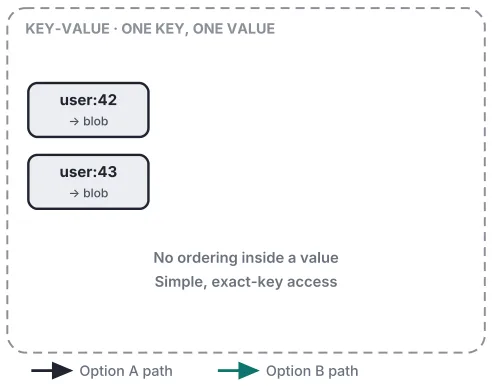 KEY-VALUE · ONE KEY, ONE VALUE
user:42
→ blob
user:43
→ blob
No ordering inside a value
Simple, exact-key access
Option A path
Option B path